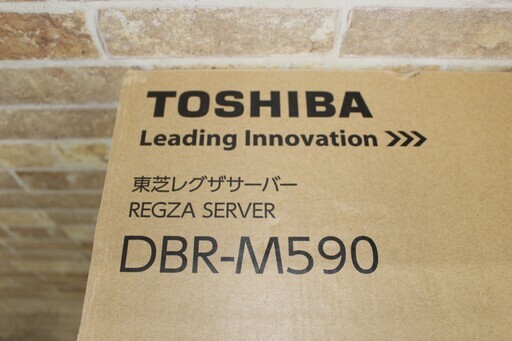 TOSHIBA
Leading Innovation >>>
東芝レグザサーバー
REGZA SERVER
DBR-M590